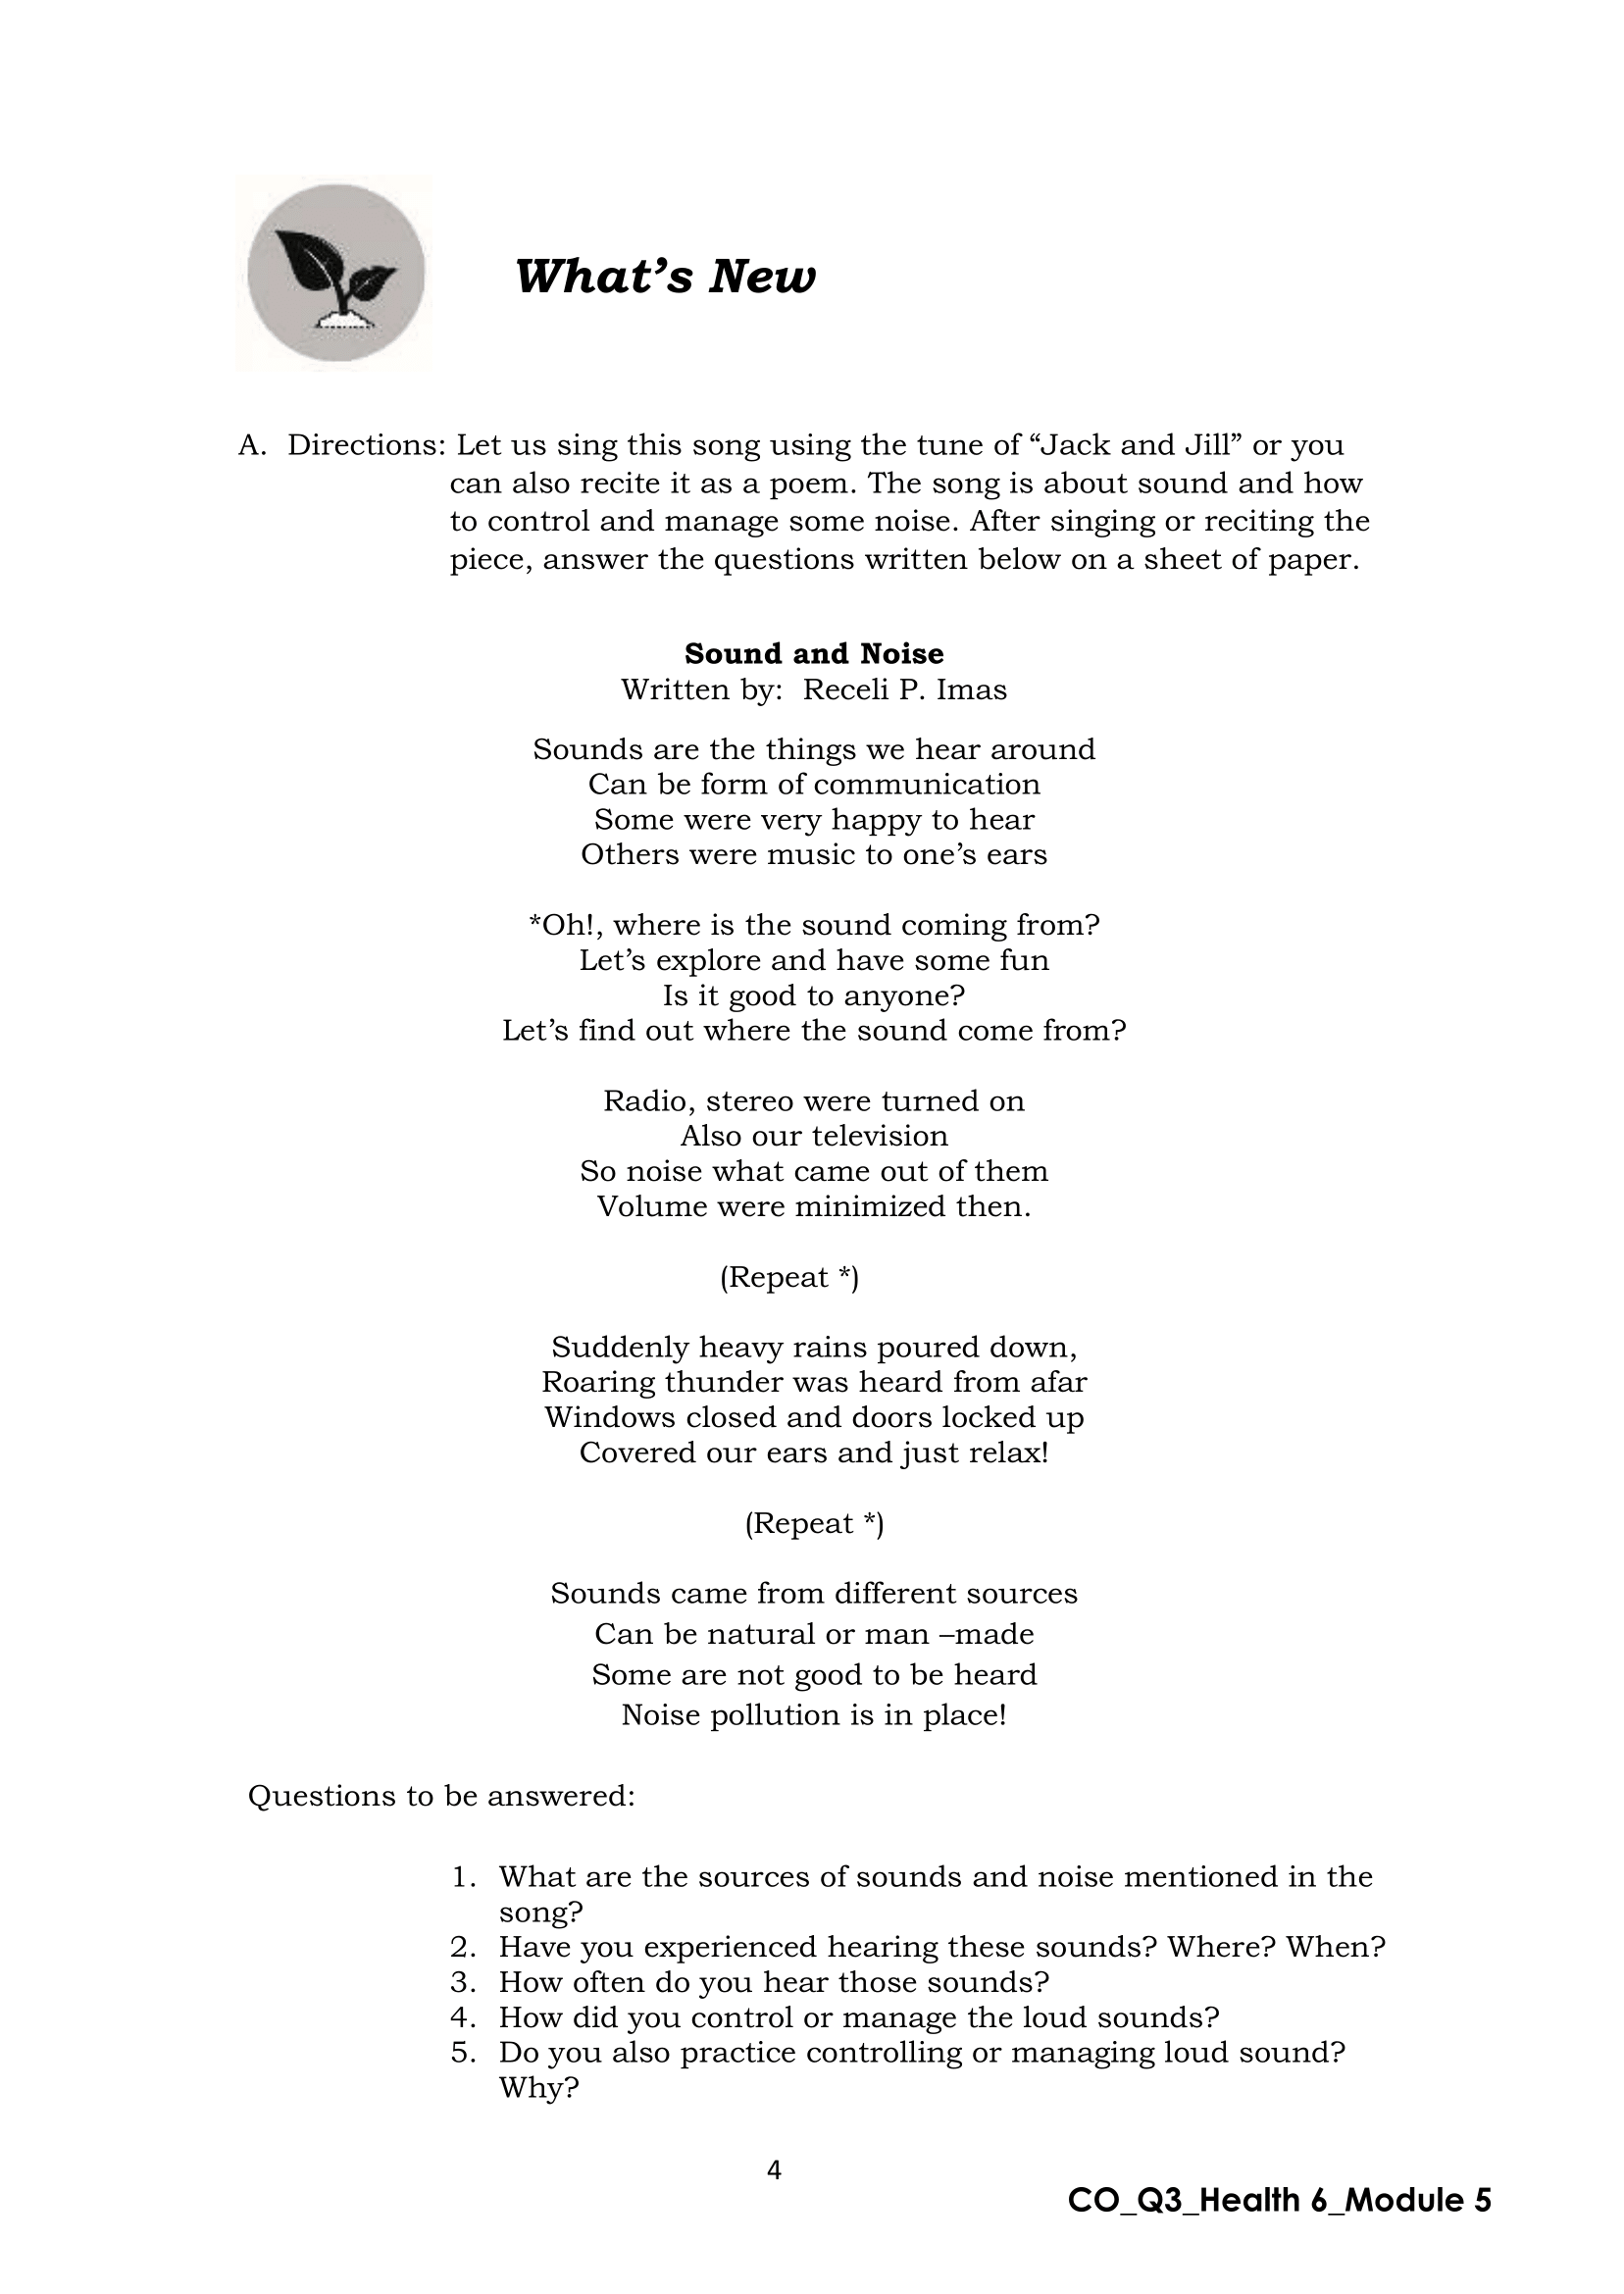 What’s New
A. Directions: Let us sing this song using the tune of “Jack and Jill” or you
can also recite it as a poem. The song is about sound and how
to control and manage some noise. After singing or reciting the
piece, answer the questions written below on a sheet of paper.
Sound and Noise
Written by: Receli P. Imas
Sounds are the things we hear around
Can be form of communication
Some were very happy to hear
Others were music to one’s ears
*Oh!, where is the sound coming from?
Let’s explore and have some fun
Is it good to anyone?
Let’s find out where the sound come from?
Radio, stereo were turned on
Also our television
So noise what came out of them
Volume were minimized then.
(Repeat *)
Suddenly heavy rains poured down,
Roaring thunder was heard from afar
Windows closed and doors locked up
Covered our ears and just relax!
(Repeat *)
Sounds came from different sources
Can be natural or man –made
Some are not good to be heard
Noise pollution is in place!
Questions to be answered:
1. What are the sources of sounds and noise mentioned in the
song?
2. Have you experienced hearing these sounds? Where? When?
3. How often do you hear those sounds?
4. How did you control or manage the loud sounds?
5. Do you also practice controlling or managing loud sound?
Why?
4
CO_Q3_Health 6_Module 5